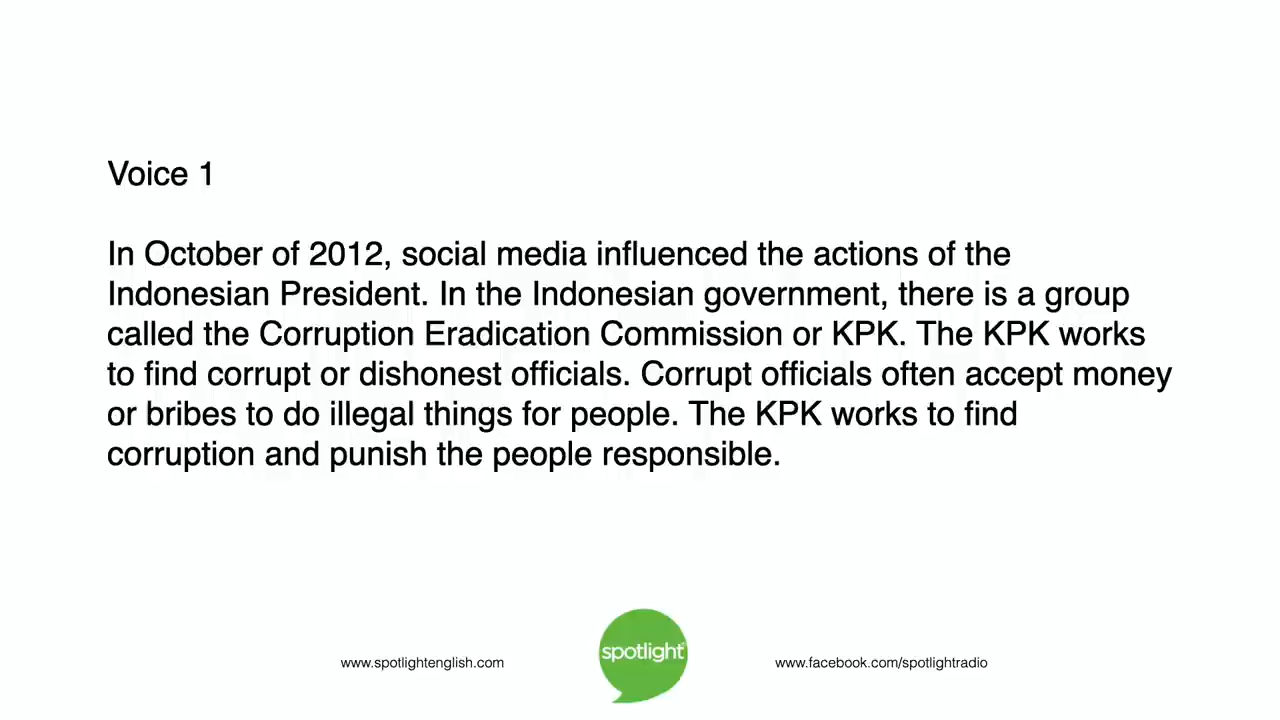 Voice 1
In October of 2012, social media influenced the actions of the
Indonesian President. In the Indonesian government, there is a group
called the Corruption Eradication Commission or KPK. The KPK works
to find corrupt or dishonest officials. Corrupt officials often accept money
or bribes to do illegal things for people. The KPK works to find
corruption and punish the people responsible.
www.spotlightenglish.com
spotlight
www.facebook.com/spotlightradio